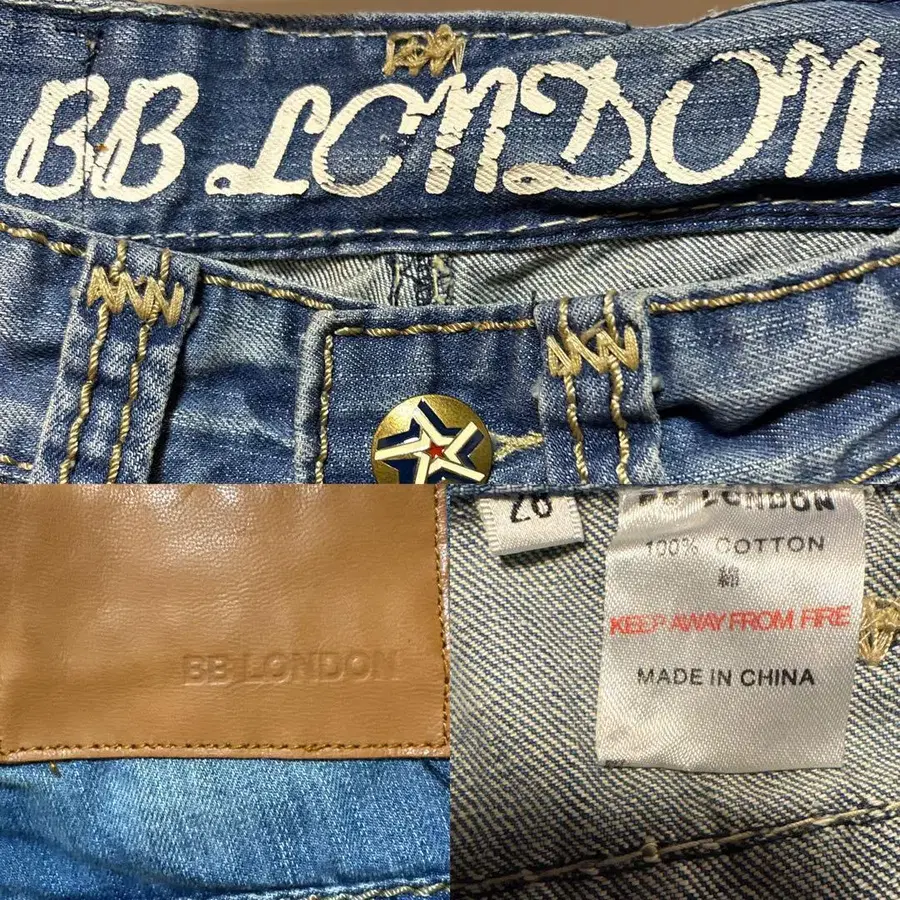 BB LONDON
BB LONDON
26
BB LONDON
100% COTTON
綿
KEEP AWAY FROM FIRE
MADE IN CHINA